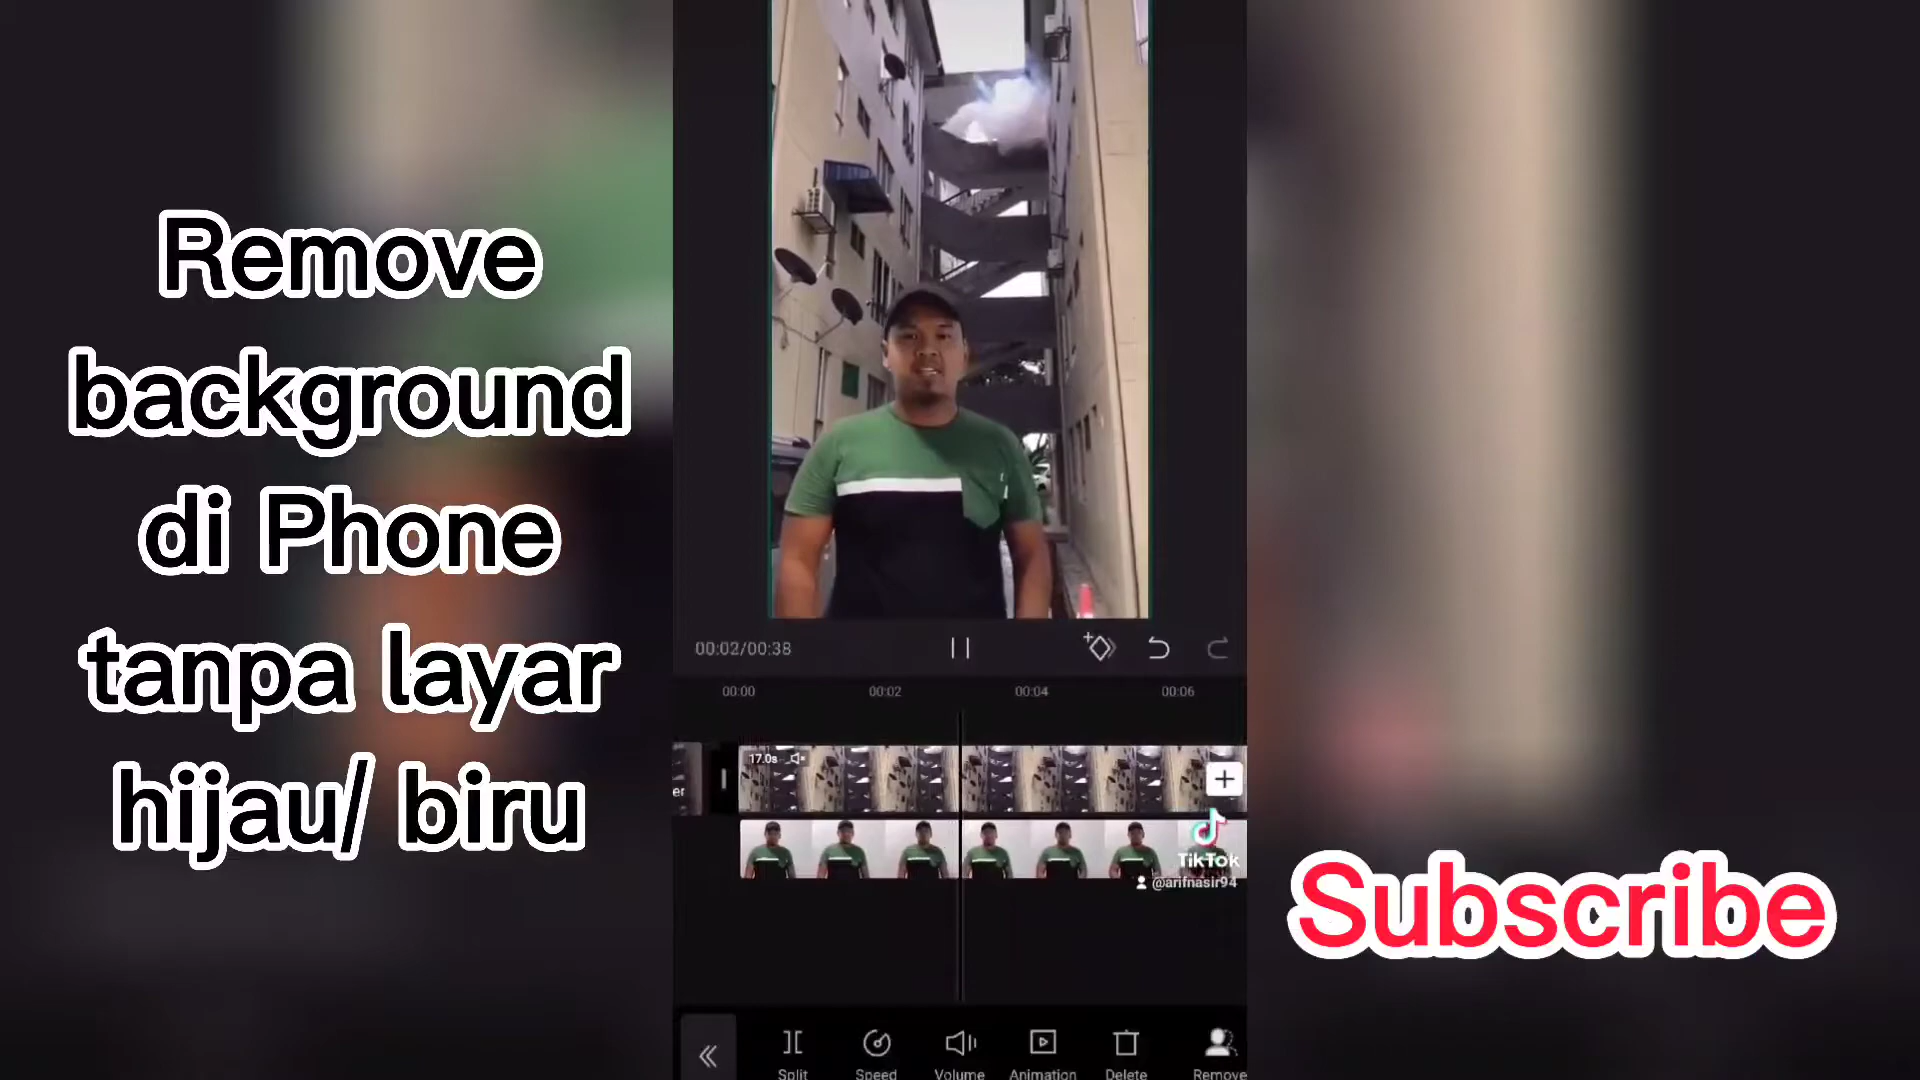 Remove
background
di Phone
tanpa layar
hijau/ biru
00:02/00:38
00:00 00:02 00:04 00:06
17.0s
er
TikTok
@arifnasir94
Subscribe
Split Speed Volume Animation Delete Remove